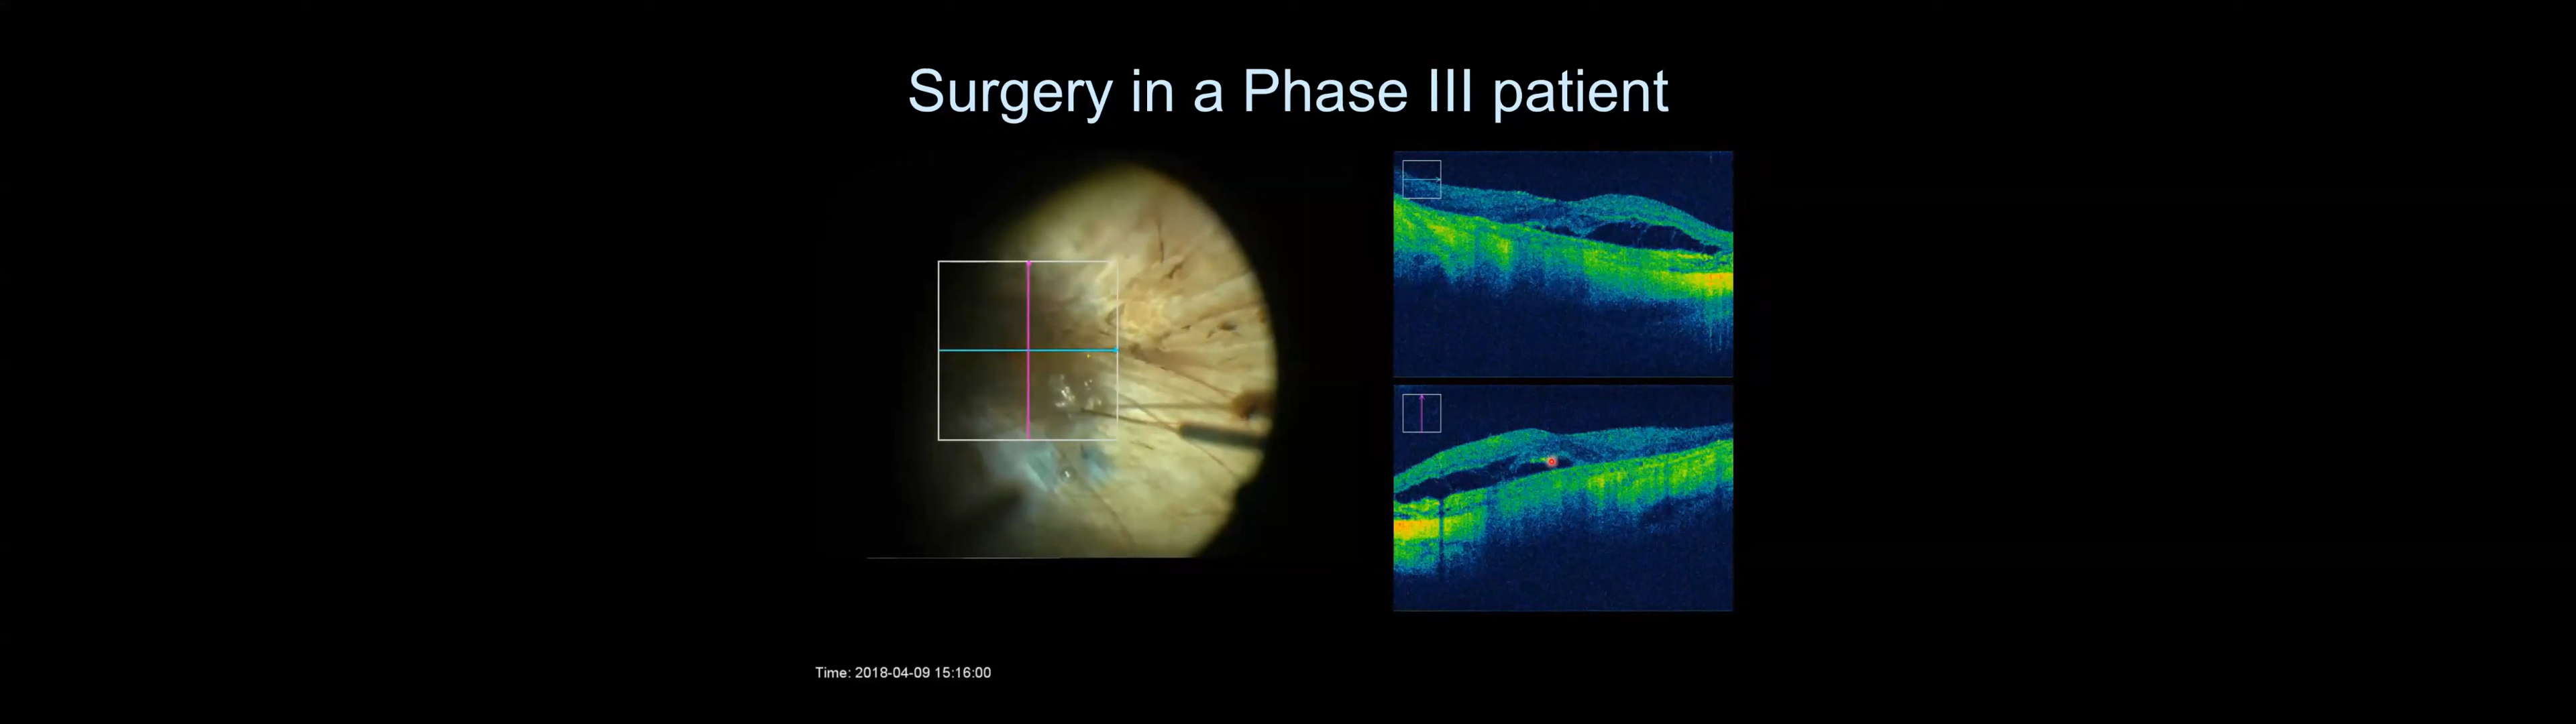 Surgery in a Phase III patient
Time: 2018-04-09 15:16:00